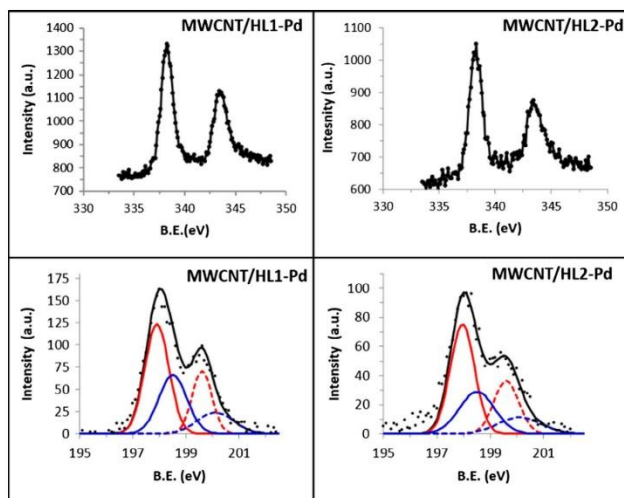 MWCNT/HL1-Pd
1400
1300
1200
1100
1000
900
800
700
Intensity (a.u.)
330 335 340 345 350
B.E.(eV)
MWCNT/HL2-Pd
1100
1000
900
800
700
600
Intesnity (a.u.)
330 335 340 345 350
B.E.(eV)
MWCNT/HL1-Pd
175
150
125
100
75
50
25
0
Intensity (a.u.)
195 197 199 201
B.E. (eV)
MWCNT/HL2-Pd
100
80
60
40
20
0
Intensity (a.u.)
195 197 199 201
B.E. (eV)